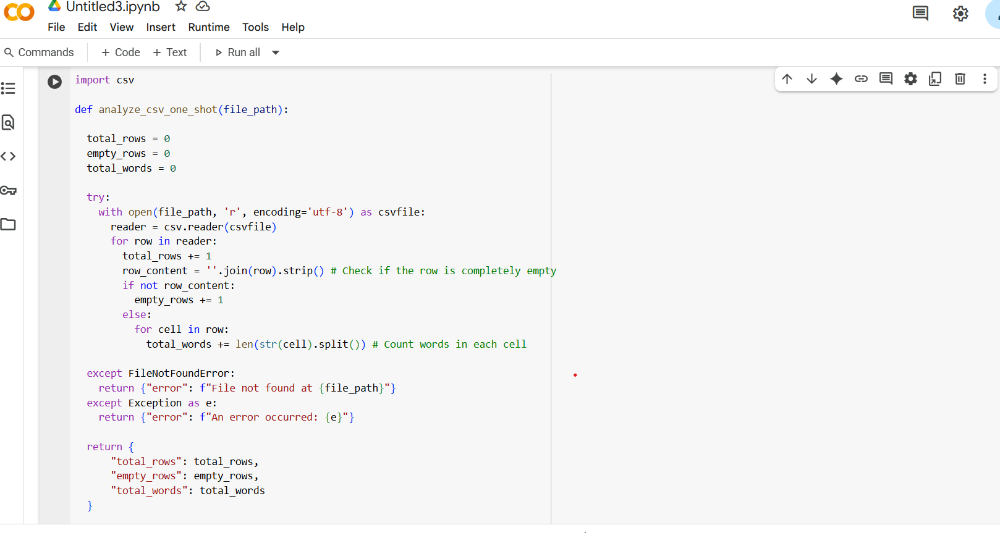 Untitled3.ipynb
File Edit View Insert Runtime Tools Help
Commands + Code + Text Run all
import csv
def analyze_csv_one_shot(file_path):
total_rows = 0
empty_rows = 0
total_words = 0
try:
with open(file_path, 'r', encoding='utf-8') as csvfile:
reader = csv.reader(csvfile)
for row in reader:
total_rows += 1
row_content = ''.join(row).strip() # Check if the row is completely empty
if not row_content:
empty_rows += 1
else:
for cell in row:
total_words += len(str(cell).split()) # Count words in each cell
except FileNotFoundError:
return {"error": f"File not found at {file_path}"}
except Exception as e:
return {"error": f"An error occurred: {e}"}
return {
"total_rows": total_rows,
"empty_rows": empty_rows,
"total_words": total_words
}